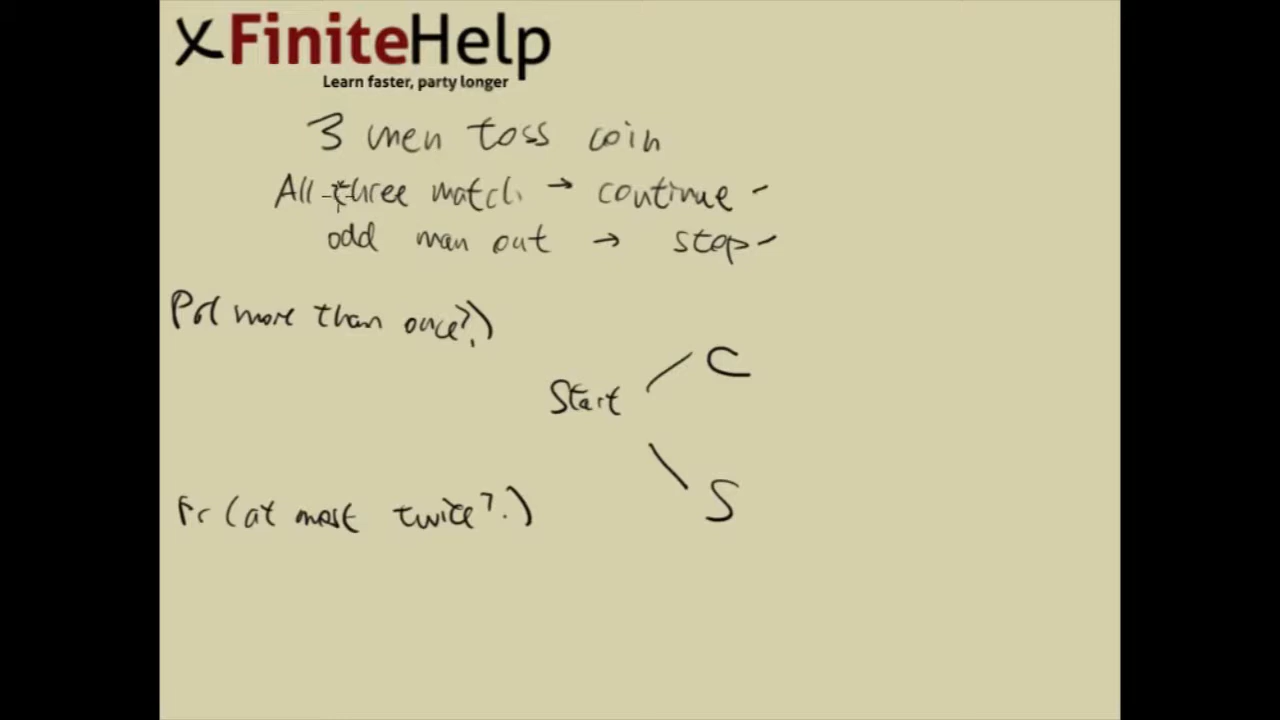 X FiniteHelp
Learn faster, party longer
3 men toss coin
All three match → continue -
odd man out → stop -
more than once?)
Start
C
S
Pr (at most twice?)